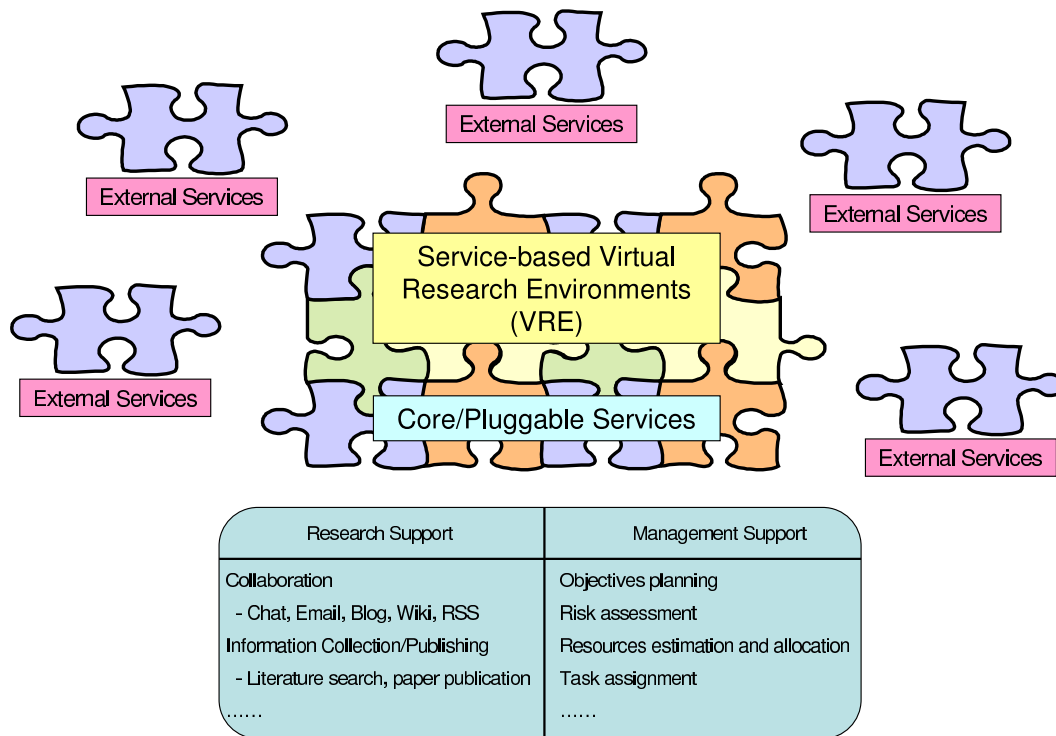 External Services
External Services
External Services
External Services
External Services
Service-based Virtual
Research Environments
(VRE)
Core/Pluggable Services
Research Support
Collaboration
- Chat, Email, Blog, Wiki, RSS
Information Collection/Publishing
- Literature search, paper publication
......
Management Support
Objectives planning
Risk assessment
Resources estimation and allocation
Task assignment
......